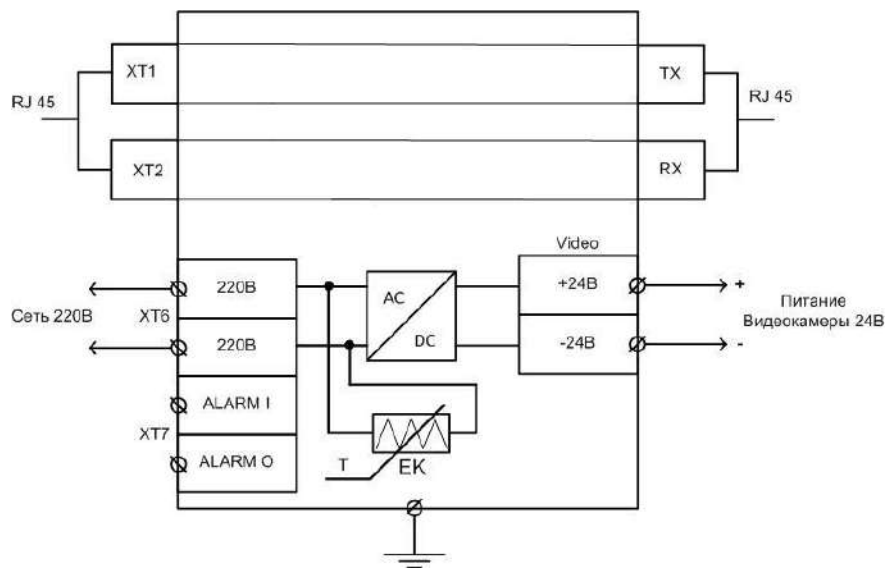 XT1
TX
RJ 45
RJ 45
XT2
RX
Video
220В
AC
+24В
+
Сеть 220В
XT6
Питание
Видеокамеры 24В
220В
DC
-24В
-
ALARM I
XT7
ALARM O
T
EK